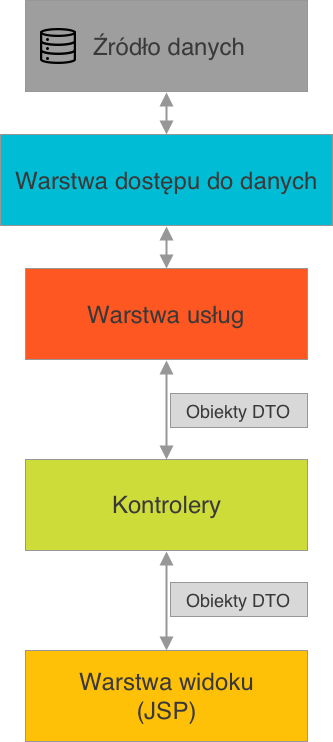 Źródło danych
Warstwa dostępu do danych
Warstwa usług
Obiekty DTO
Kontrolery
Obiekty DTO
Warstwa widoku
(JSP)